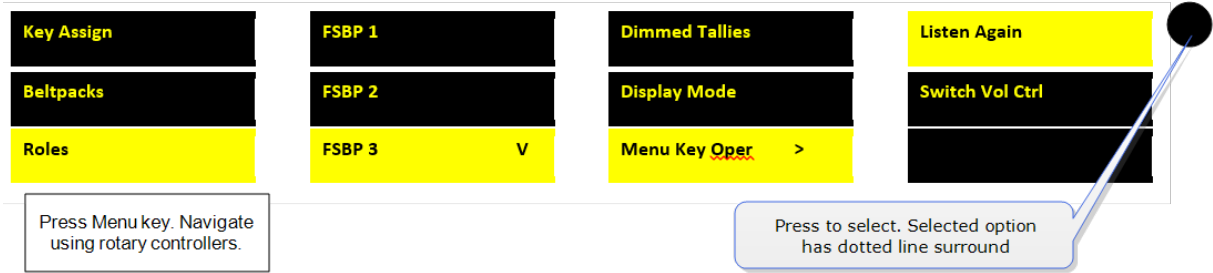 Key Assign
FSBP 1
Dimmed Tallies
Listen Again
Beltpacks
FSBP 2
Display Mode
Switch Vol Ctrl
Roles
FSBP 3 V
Menu Key Oper >
Press Menu key. Navigate
using rotary controllers.
Press to select. Selected option
has dotted line surround